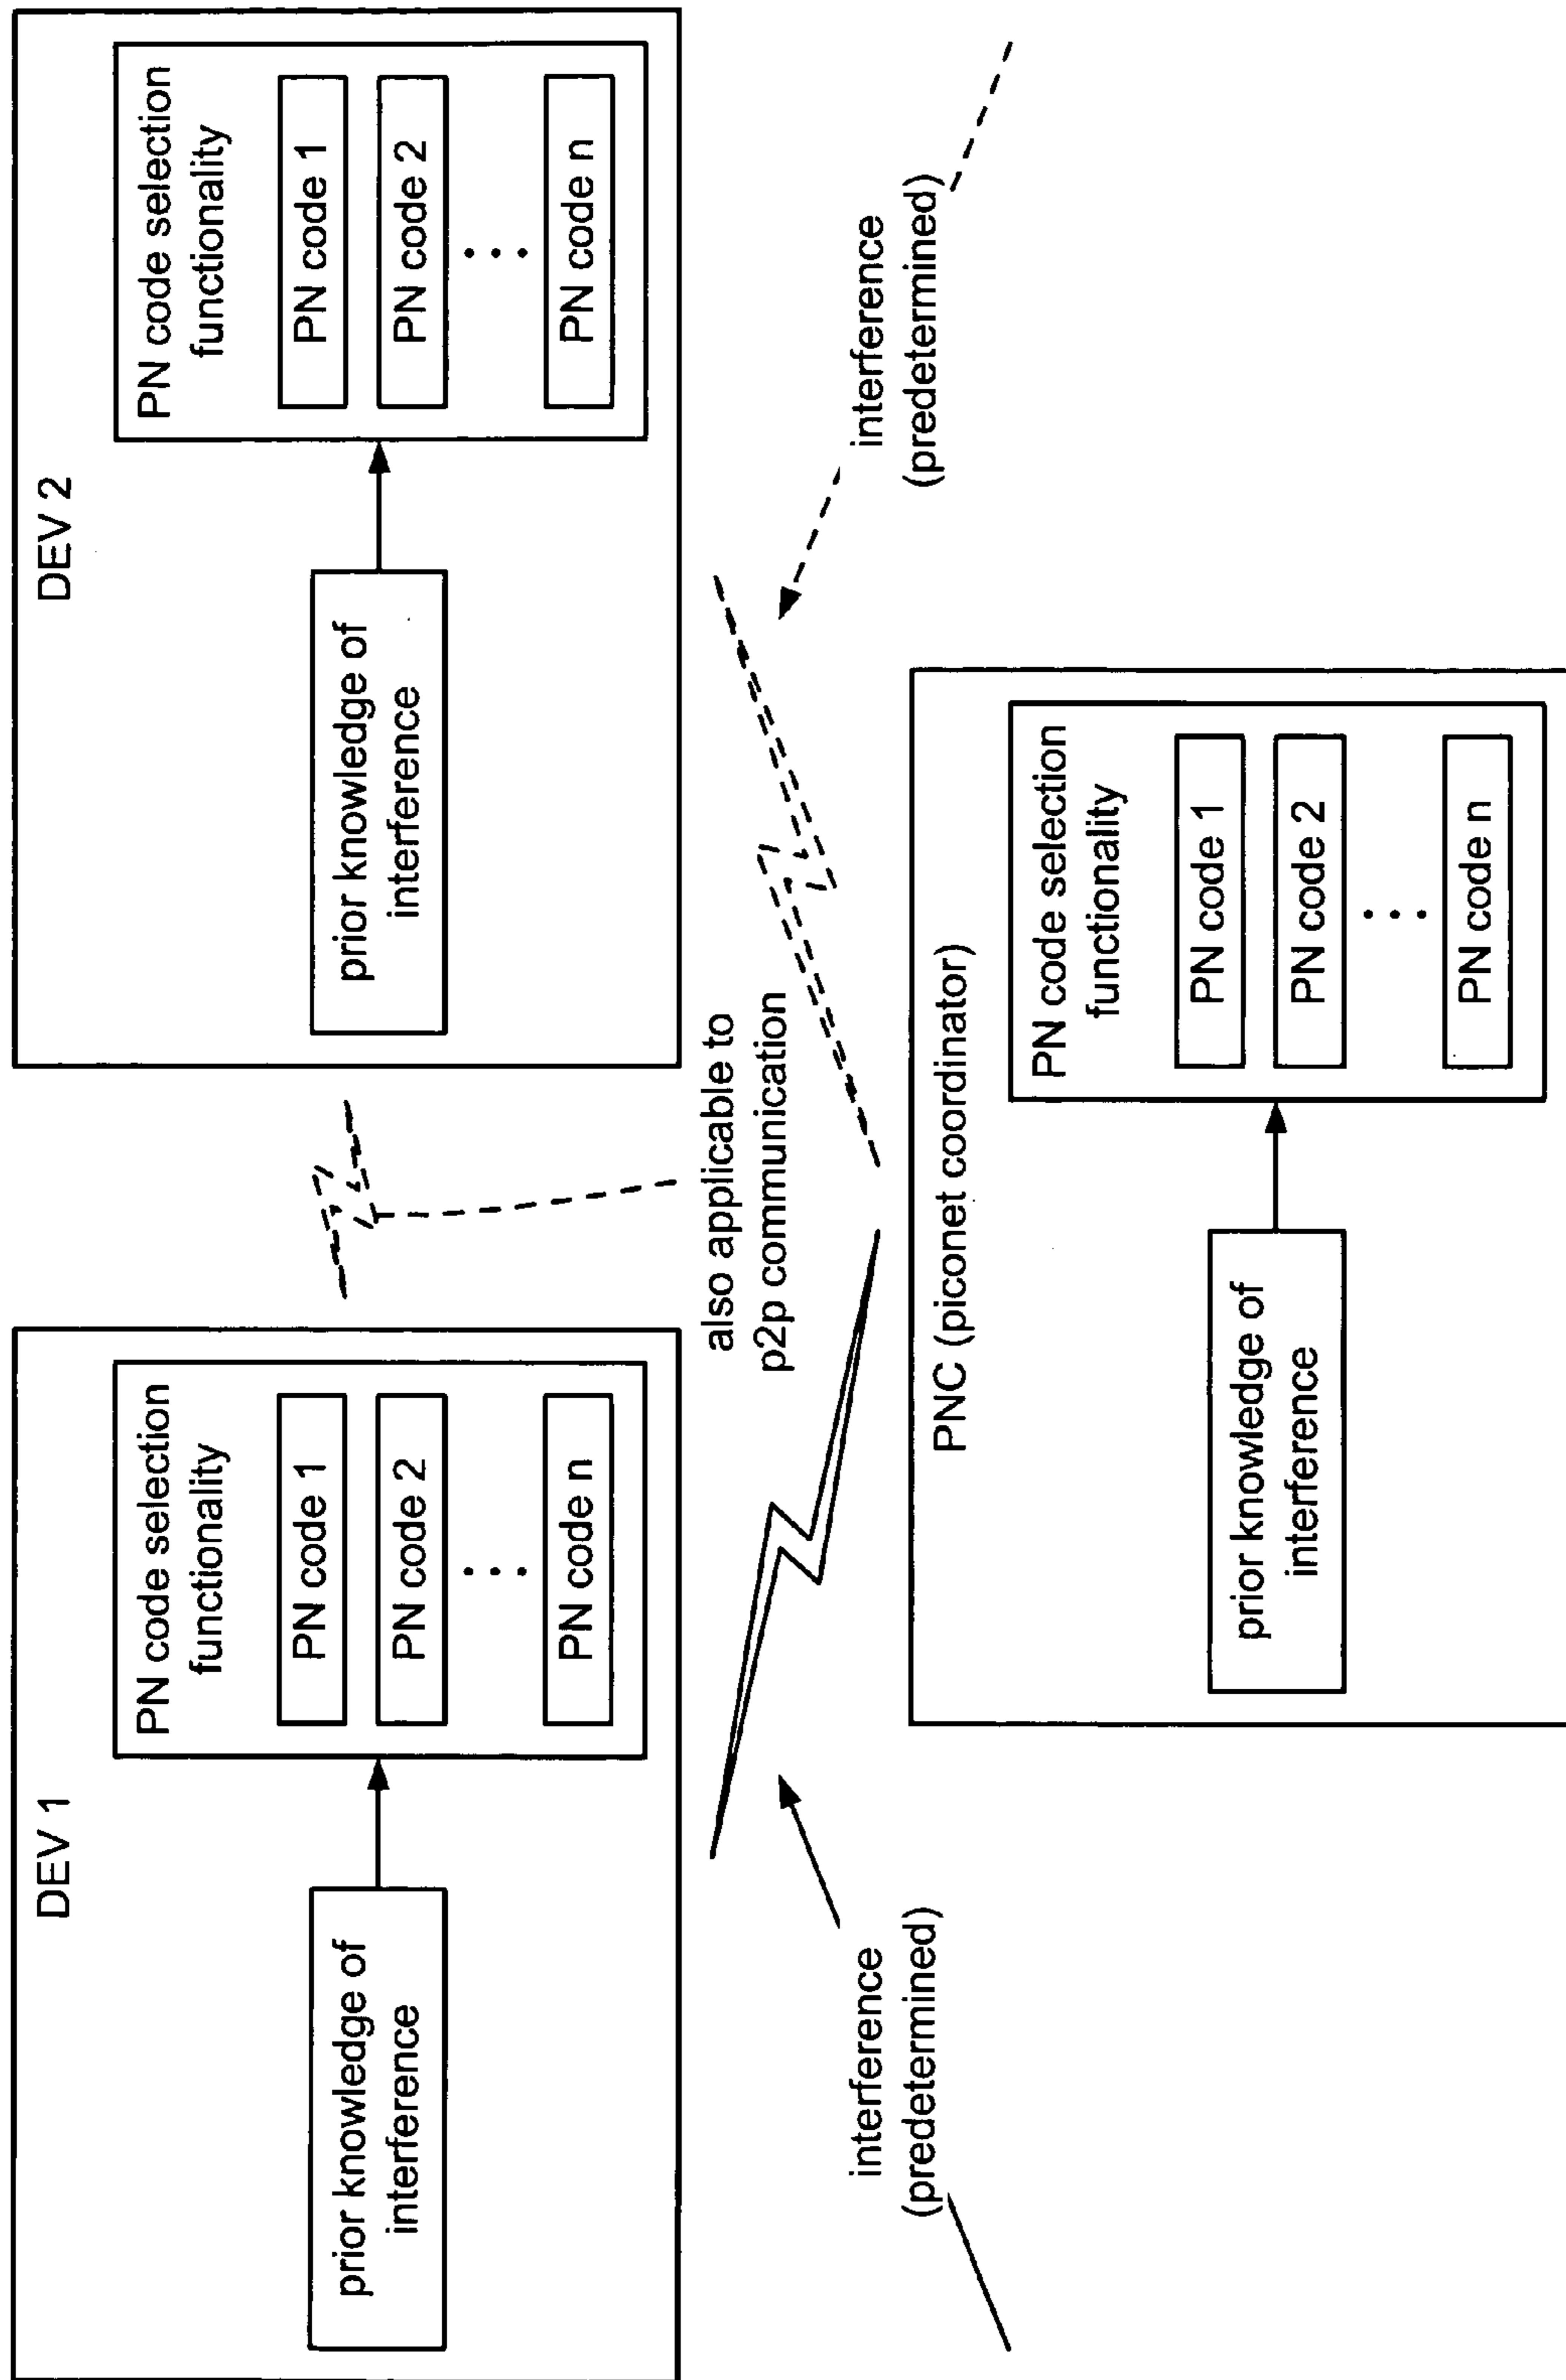 DEV 1
prior knowledge of
interference
PN code selection
functionality
PN code 1
PN code 2
...
PN code n
DEV 2
prior knowledge of
interference
PN code selection
functionality
PN code 1
PN code 2
...
PN code n
also applicable to
p2p communication
interference
(predetermined)
interference
(predetermined)
PNC (piconet coordinator)
prior knowledge of
interference
PN code selection
functionality
PN code 1
PN code 2
...
PN code n